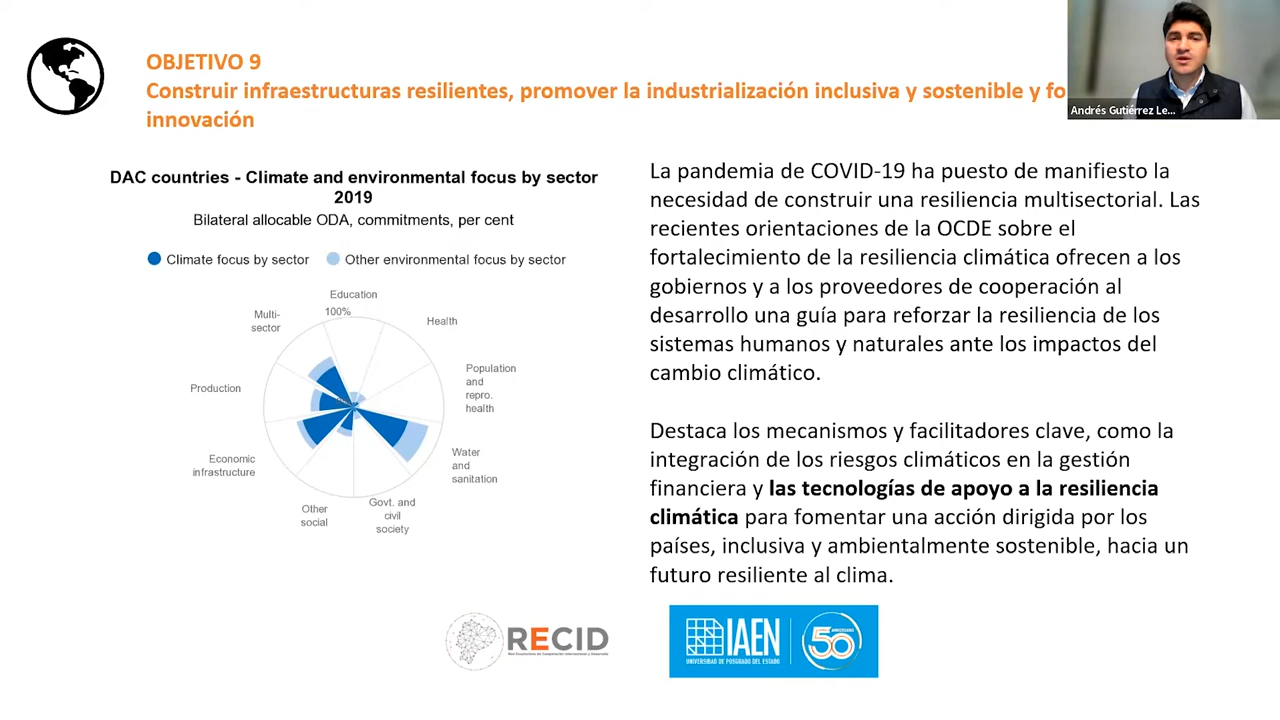 OBJETIVO 9
Construir infraestructuras resilientes, promover la industrialización inclusiva y sostenible y fo
innovación
Andrés Gutiérrez Le...
DAC countries - Climate and environmental focus by sector
2019
Bilateral allocable ODA, commitments, per cent
Climate focus by sector
Other environmental focus by sector
Education
100%
Health
Population
and
repro.
health
Water
and
sanitation
Govt. and
civil
society
Other
social
Economic
infrastructure
Production
Multi-
sector
La pandemia de COVID-19 ha puesto de manifiesto la
necesidad de construir una resiliencia multisectorial. Las
recientes orientaciones de la OCDE sobre el
fortalecimiento de la resiliencia climática ofrecen a los
gobiernos y a los proveedores de cooperación al
desarrollo una guía para reforzar la resiliencia de los
sistemas humanos y naturales ante los impactos del
cambio climático.
Destaca los mecanismos y facilitadores clave, como la
integración de los riesgos climáticos en la gestión
financiera y las tecnologías de apoyo a la resiliencia
climática para fomentar una acción dirigida por los
países, inclusiva y ambientalmente sostenible, hacia un
futuro resiliente al clima.
RECID
Red Ecuatoriana de Cooperación Internacional y Desarrollo
IAEN
UNIVERSIDAD DE POSGRADO DEL ESTADO
50
ANIVERSARIO